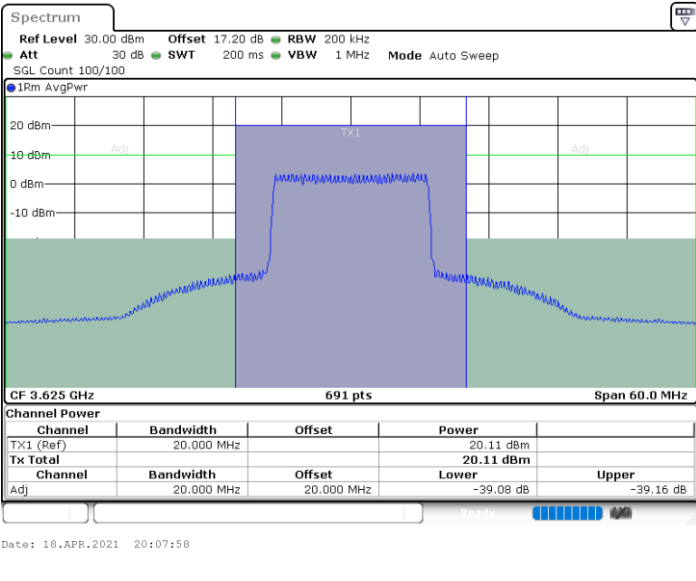 Spectrum
Ref Level 30.00 dBm Offset 17.20 dB RBW 200 kHz
Att 30 dB SWT 200 ms VBW 1 MHz Mode Auto Sweep
SGL Count 100/100
1Rm AvgPwr
20 dBm
TX1
Adj Adj
10 dBm
0 dBm
-10 dBm
CF 3.625 GHz 691 pts Span 60.0 MHz
Channel Power
Channel Bandwidth Offset Power
TX1 (Ref) 20.000 MHz 20.11 dBm
Tx Total 20.11 dBm
Channel Bandwidth Offset Lower Upper
Adj 20.000 MHz 20.000 MHz -39.08 dB -39.16 dB
Ready
Date: 18.APR.2021 20:07:58